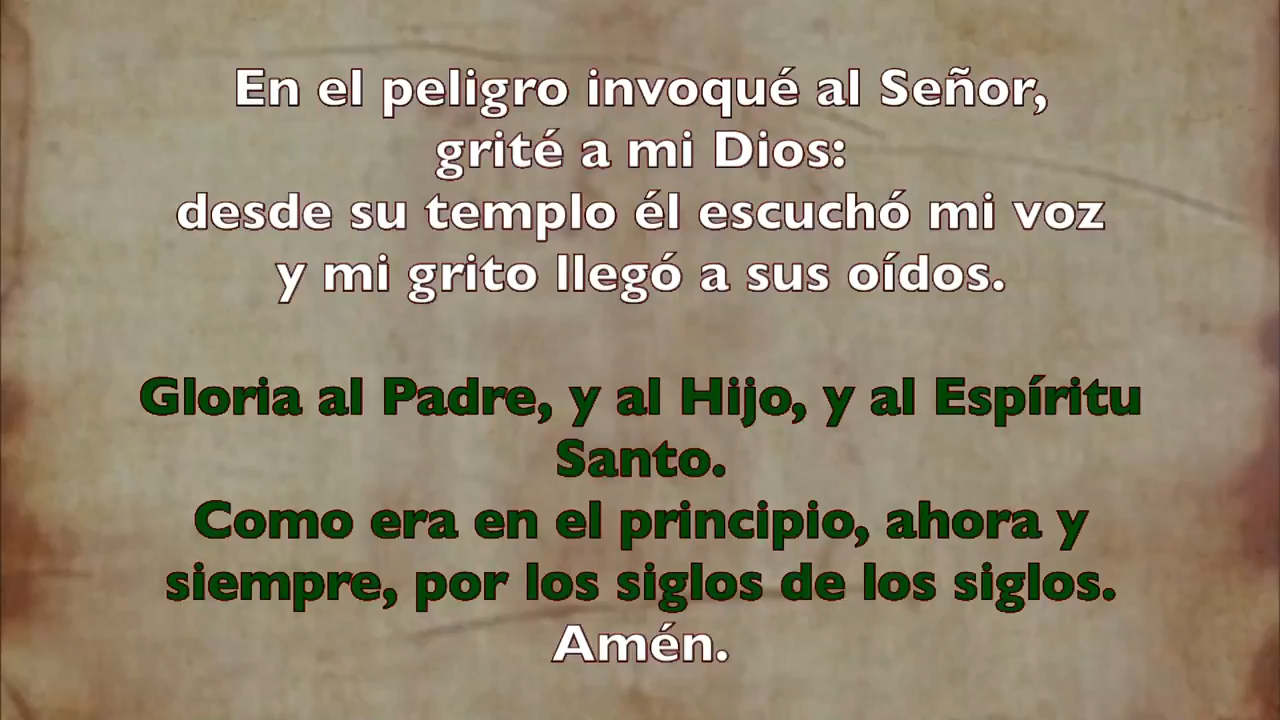 En el peligro invoqué al Señor,
grité a mi Dios:
desde su templo él escuchó mi voz
y mi grito llegó a sus oídos.
Gloria al Padre, y al Hijo, y al Espíritu
Santo.
Como era en el principio, ahora y
siempre, por los siglos de los siglos.
Amén.